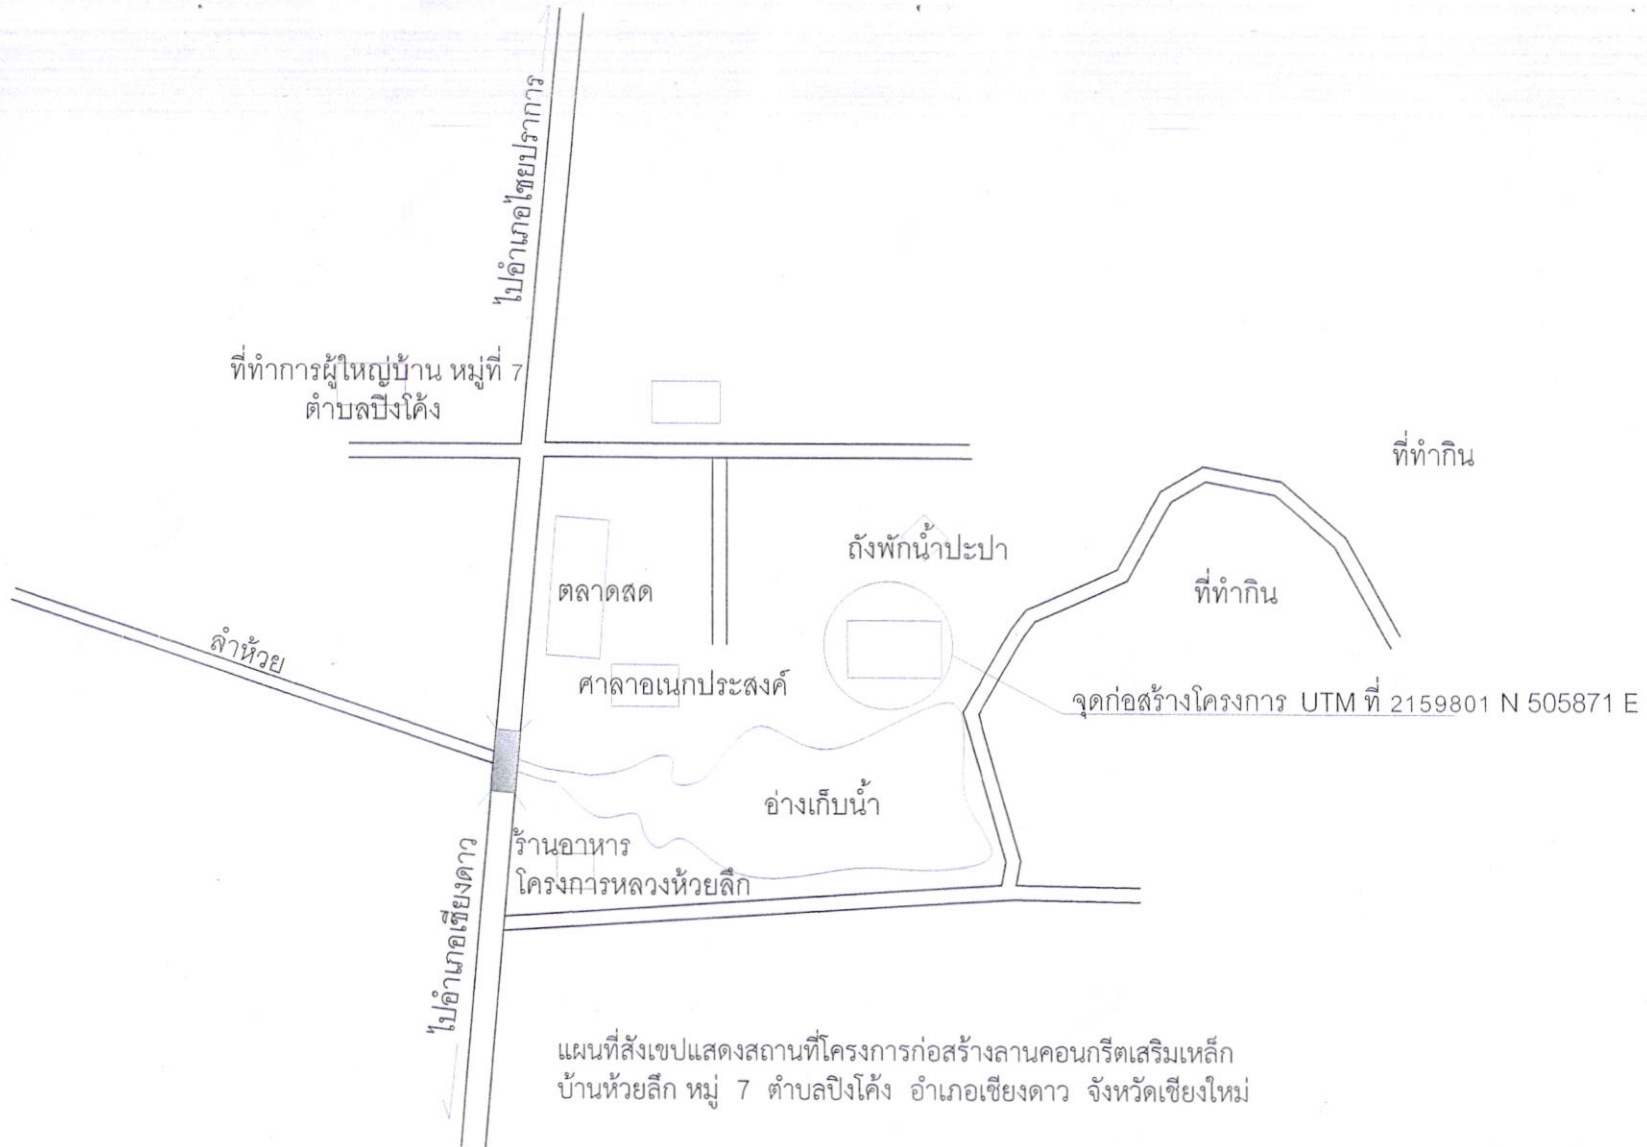 ไปอำเภอไชยปราการ
ที่ทำการผู้ใหญ่บ้าน หมู่ที่ 7
ตำบลปิงโค้ง
ที่ทำกิน
ถังพักน้ำปะปา
ตลาดสด
ที่ทำกิน
ลำห้วย
ศาลาอเนกประสงค์
จุดก่อสร้างโครงการ UTM ที่ 2159801 N 505871 E
อ่างเก็บน้ำ
ร้านอาหาร
โครงการหลวงห้วยลึก
ไปอำเภอเชียงดาว
แผนที่สังเขปแสดงสถานที่โครงการก่อสร้างลานคอนกรีตเสริมเหล็ก
บ้านห้วยลึก หมู่ 7 ตำบลปิงโค้ง อำเภอเชียงดาว จังหวัดเชียงใหม่